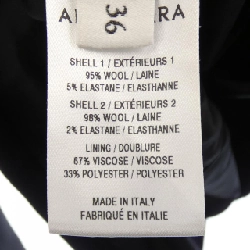 36
SHELL 1 / EXTÉRIEURS 1
95% WOOL / LAINE
5% ELASTANE / ELASTHANNE
SHELL 2 / EXTÉRIEURS 2
98% WOOL / LAINE
2% ELASTANE / ELASTHANNE
LINING / DOUBLURE
67% VISCOSE / VISCOSE
33% POLYESTER / POLYESTER
MADE IN ITALY
FABRIQUÉ EN ITALIE